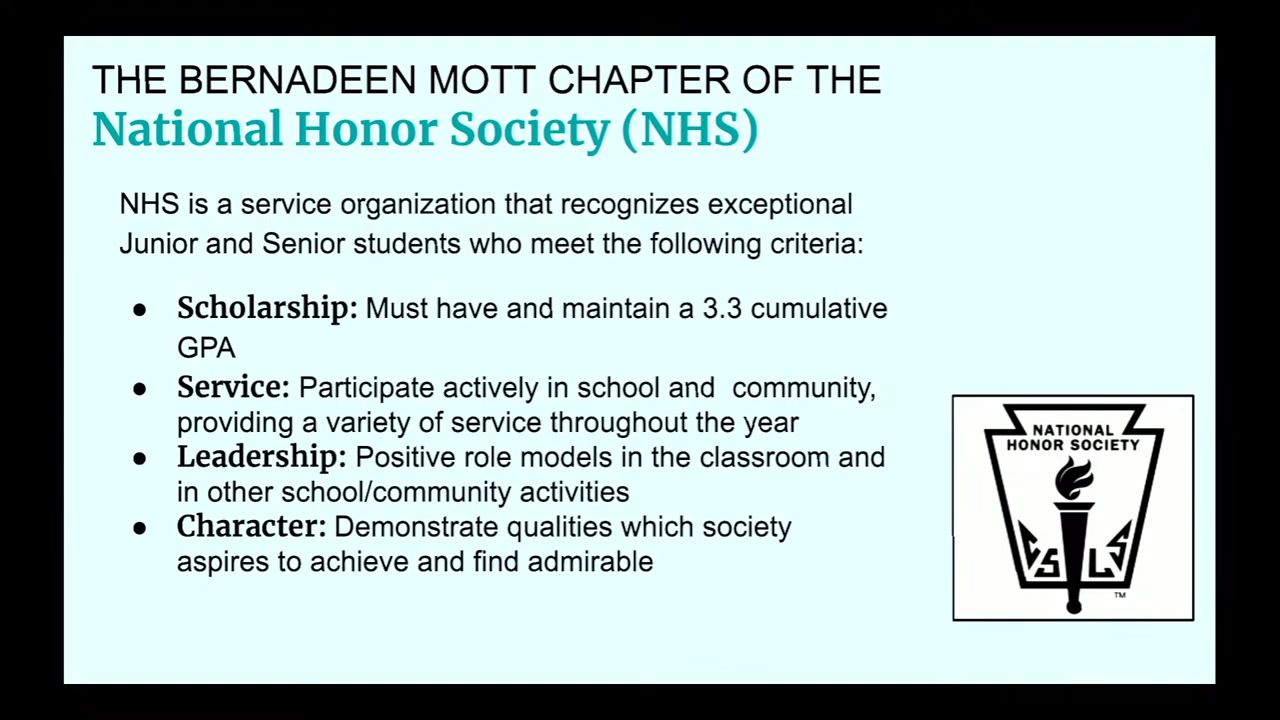 THE BERNADEEN MOTT CHAPTER OF THE
National Honor Society (NHS)
NHS is a service organization that recognizes exceptional
Junior and Senior students who meet the following criteria:
● Scholarship: Must have and maintain a 3.3 cumulative
GPA
● Service: Participate actively in school and  community,
providing a variety of service throughout the year
● Leadership: Positive role models in the classroom and
in other school/community activities
● Character: Demonstrate qualities which society
aspires to achieve and find admirable
NATIONAL
HONOR SOCIETY
C S L S
TM